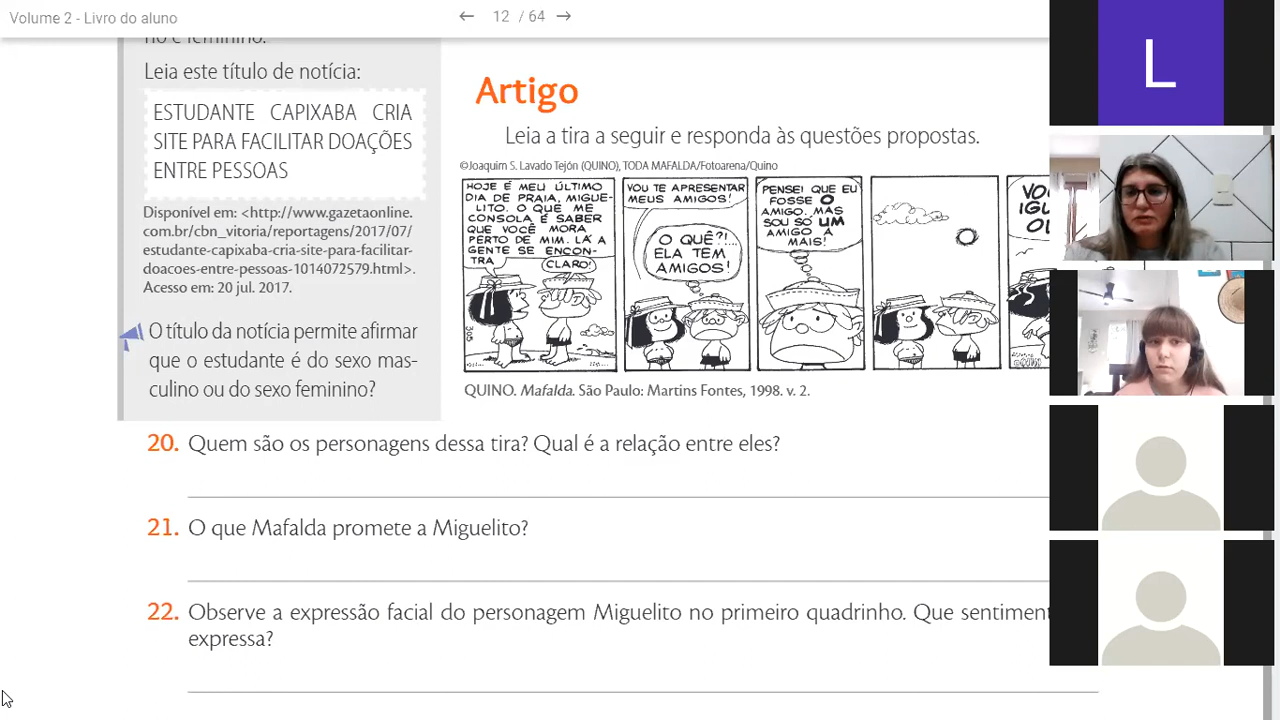 Volume 2 - Livro do aluno
← 12 / 64 →
no e feminino.
Leia este título de notícia:
ESTUDANTE CAPIXABA CRIA
SITE PARA FACILITAR DOAÇÕES
ENTRE PESSOAS
Disponível em: <http://www.gazetaonline.
com.br/cbn_vitoria/reportagens/2017/07/
estudante-capixaba-cria-site-para-facilitar-
doacoes-entre-pessoas-1014072579.html>.
Acesso em: 20 jul. 2017.
O título da notícia permite afirmar
que o estudante é do sexo mas-
culino ou do sexo feminino?
Artigo
Leia a tira a seguir e responda às questões propostas.
©Joaquim S. Lavado Tejón (QUINO), TODA MAFALDA/Fotoarena/Quino
HOJE É MEU ÚLTIMO
DIA DE PRAIA, MIGUE-
LITO. O QUE ME
CONSOLA É SABER
QUE VOCÊ MORA
PERTO DE MIM. LÁ A
GENTE SE ENCON-
TRA
CLARO!
305
VOU TE APRESENTAR
MEUS AMIGOS!
O QUÊ?!...
ELA TEM
AMIGOS!
PENSEI QUE EU
FOSSE O
AMIGO. MAS
SOU SÓ UM
AMIGO A
MAIS!
QUINO. Mafalda. São Paulo: Martins Fontes, 1998. v. 2.
20. Quem são os personagens dessa tira? Qual é a relação entre eles?
21. O que Mafalda promete a Miguelito?
22. Observe a expressão facial do personagem Miguelito no primeiro quadrinho. Que
expressa?
L